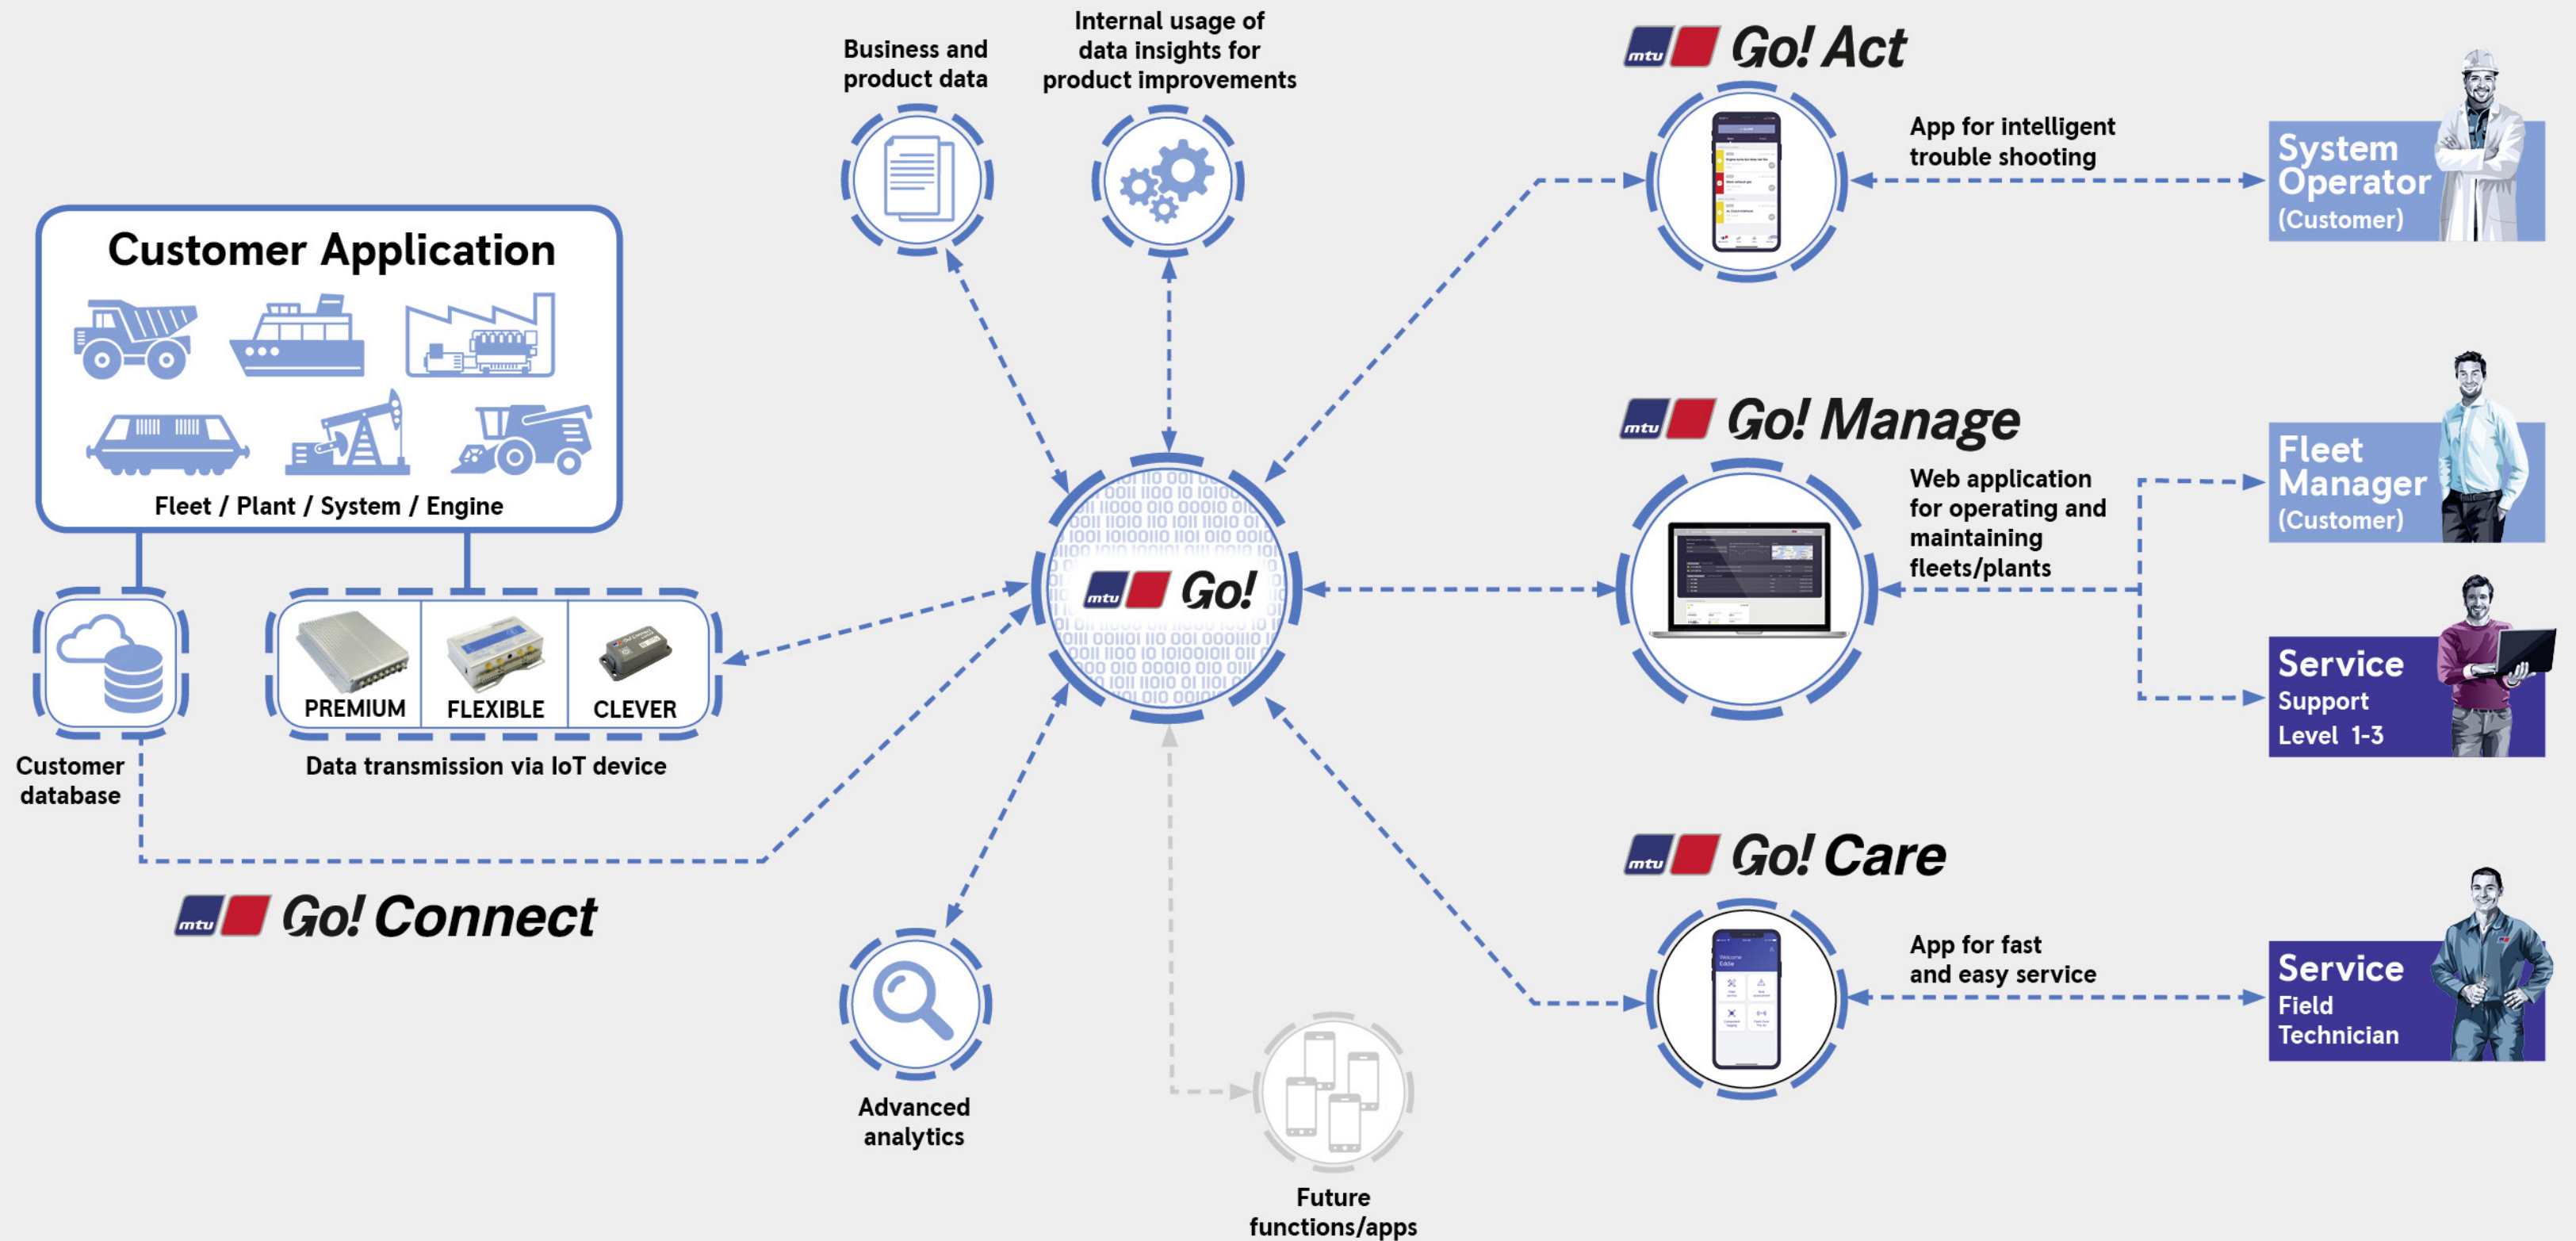 Business and
product data
Internal usage of
data insights for
product improvements
mtu Go! Act
App for intelligent
trouble shooting
System
Operator
(Customer)
Customer Application
Fleet / Plant / System / Engine
PREMIUM
FLEXIBLE
CLEVER
Customer
database
Data transmission via IoT device
mtu Go! Connect
mtu Go!
mtu Go! Manage
Web application
for operating and
maintaining
fleets/plants
Fleet
Manager
(Customer)
Service
Support
Level 1-3
Advanced
analytics
Future
functions/apps
mtu Go! Care
Welcome
Eddie
App for fast
and easy service
Service
Field
Technician